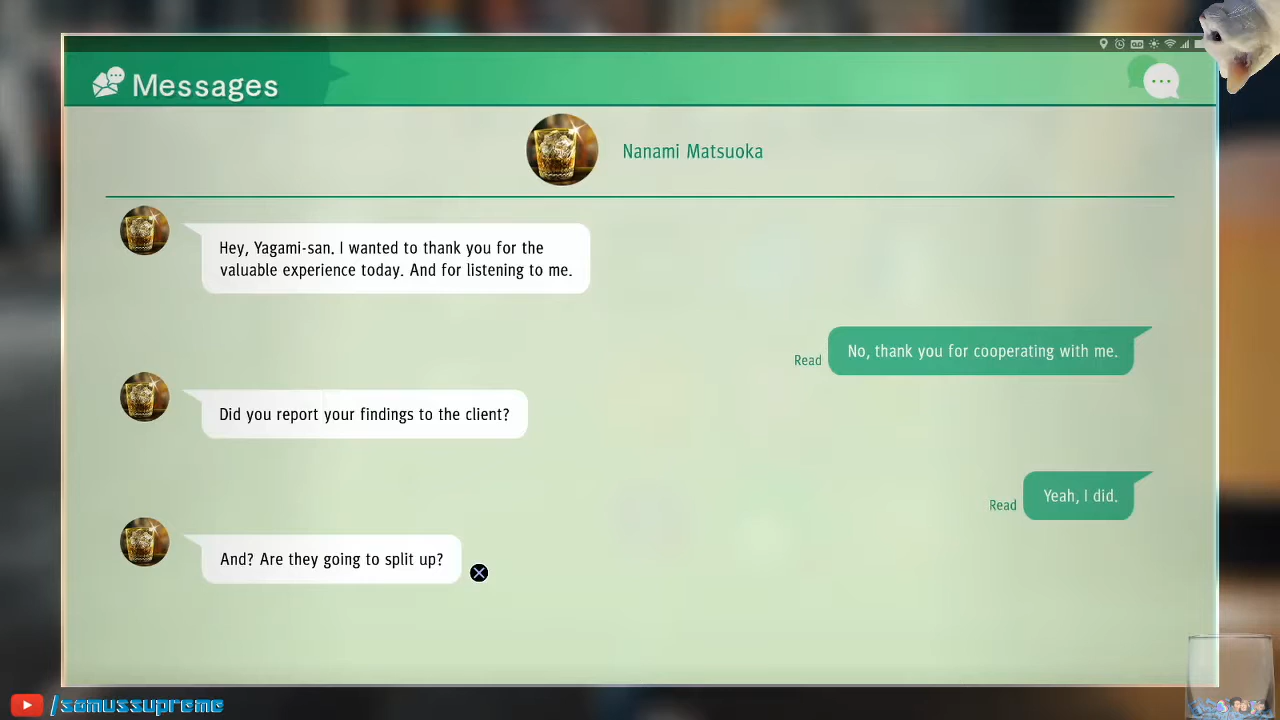 Messages
Nanami Matsuoka
Hey, Yagami-san. I wanted to thank you for the
valuable experience today. And for listening to me.
No, thank you for cooperating with me.
Read
Did you report your findings to the client?
Yeah, I did.
Read
And? Are they going to split up?
/samussupreme